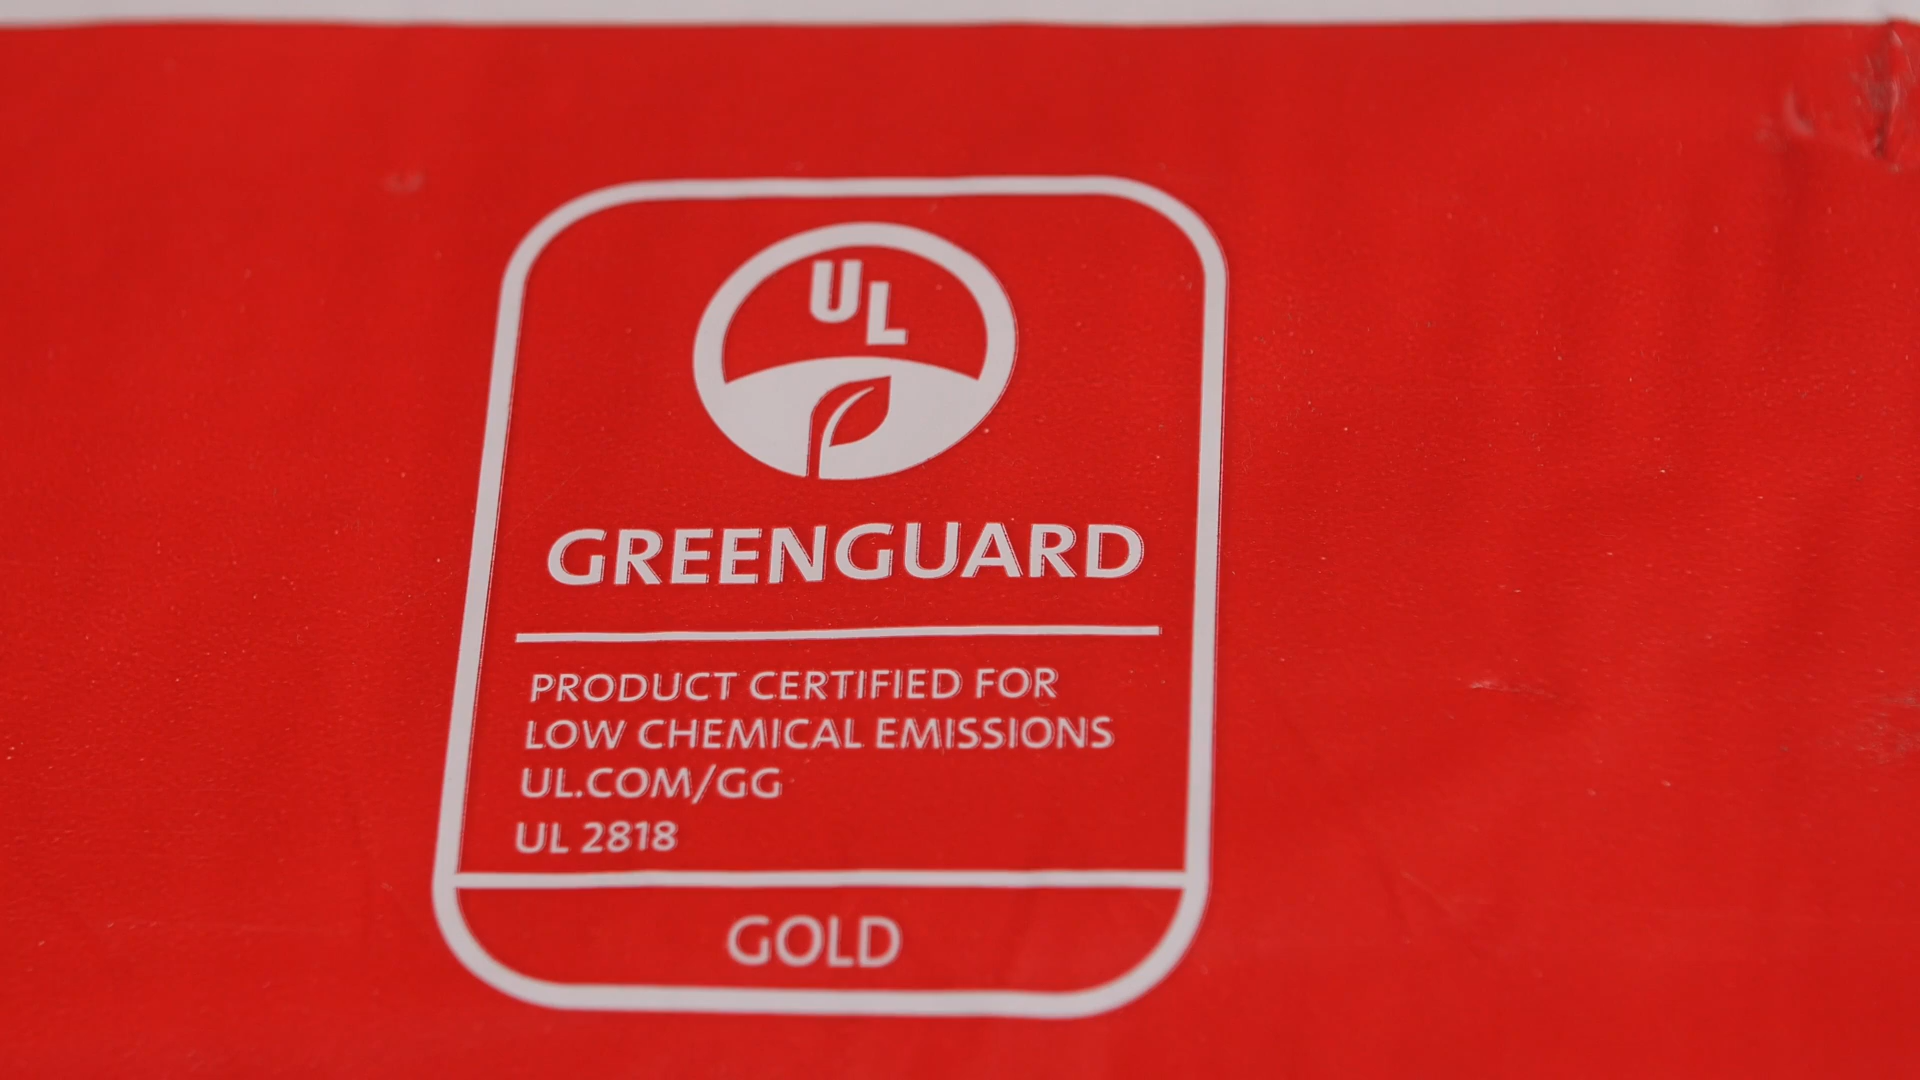 UL
GREENGUARD
PRODUCT CERTIFIED FOR
LOW CHEMICAL EMISSIONS
UL.COM/GG
UL 2818
GOLD